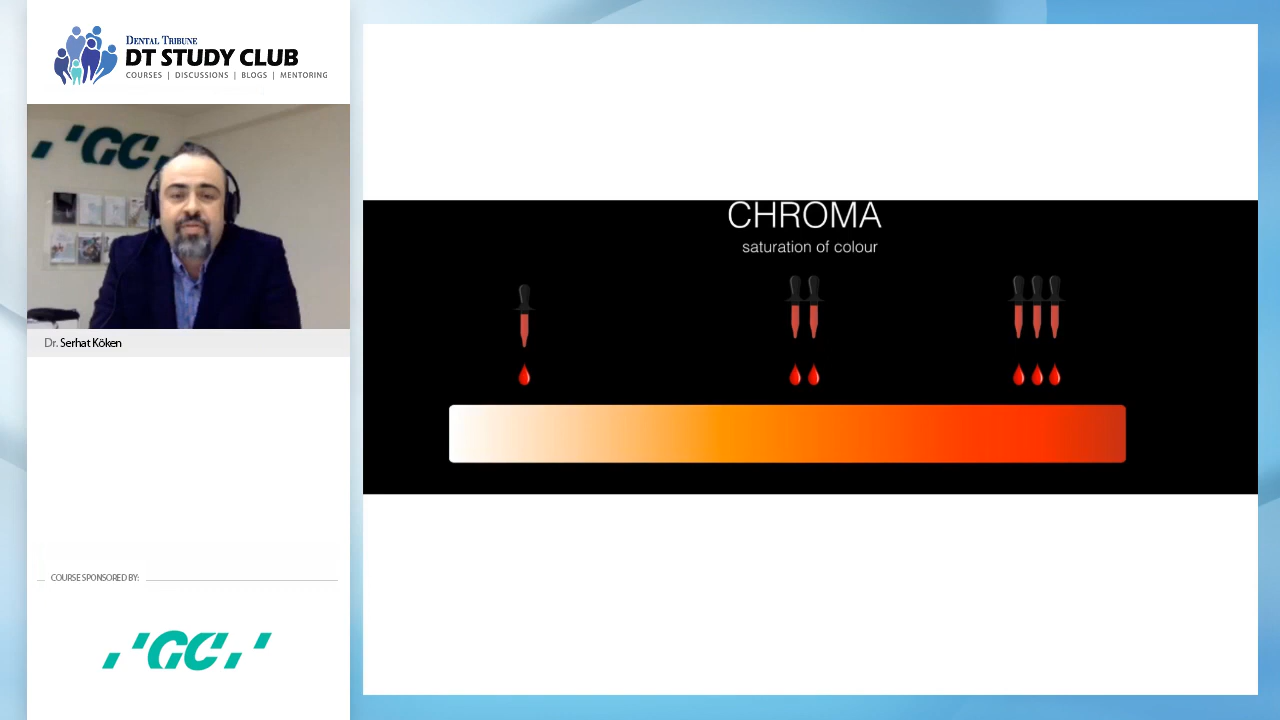 DENTAL TRIBUNE
DT STUDY CLUB
COURSES | DISCUSSIONS | BLOGS | MENTORING
GC
Dr. Serhat Köken
COURSE SPONSORED BY:
GC
CHROMA
saturation of colour